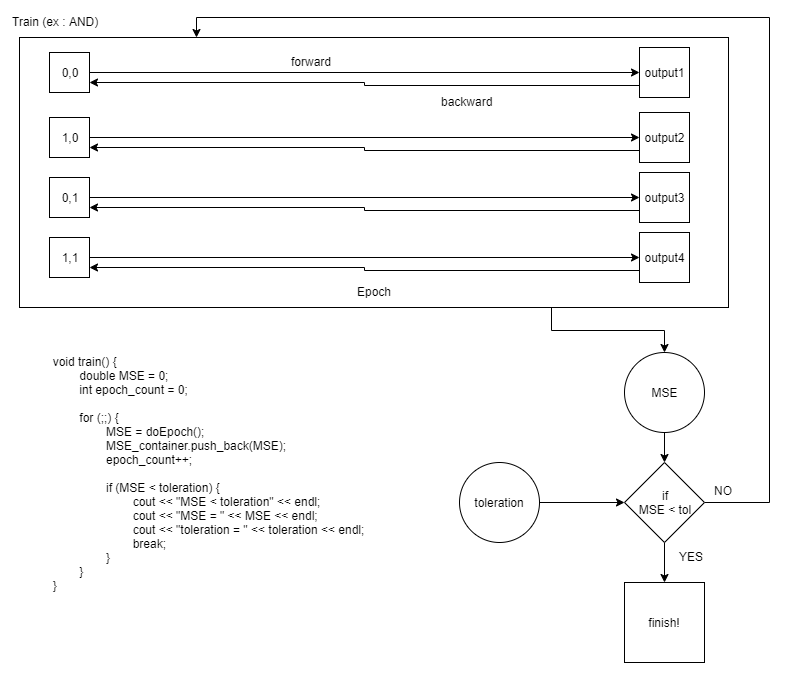 Train (ex : AND)
0,0
forward
output1
backward
1,0
output2
0,1
output3
1,1
output4
Epoch
void train() {
double MSE = 0;
int epoch_count = 0;
for (;;) {
MSE = doEpoch();
MSE_container.push_back(MSE);
epoch_count++;
if (MSE < toleration) {
cout << "MSE < toleration" << endl;
cout << "MSE = " << MSE << endl;
cout << "toleration = " << toleration << endl;
break;
}
}
}
MSE
toleration
if
MSE < tol
NO
YES
finish!